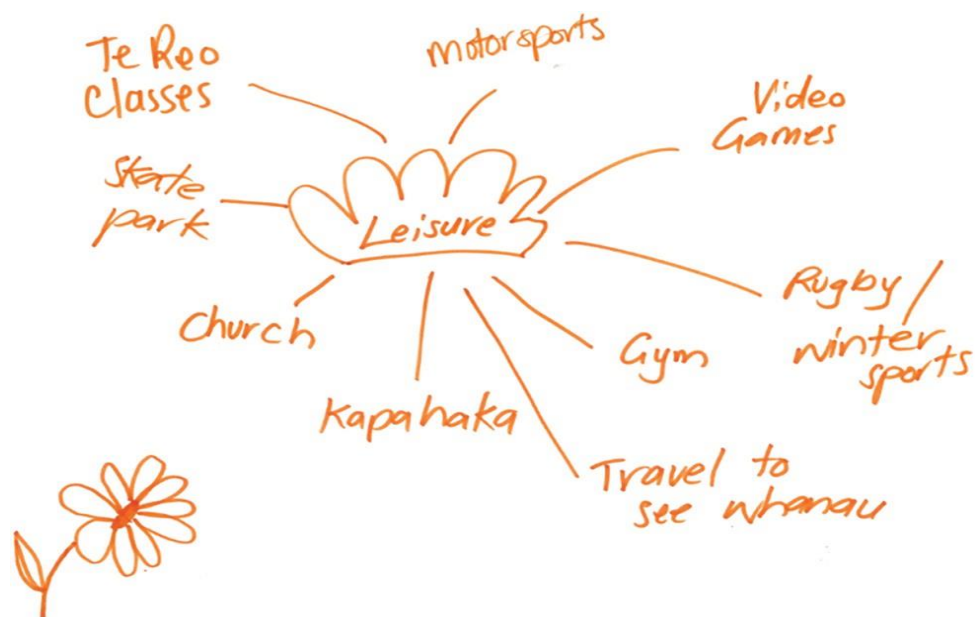 Te Reo
Classes
motorsports
Video
Games
Skate
park
Leisure
Rugby/
winter
sports
Church
Gym
Kapahaka
Travel to
see whanau